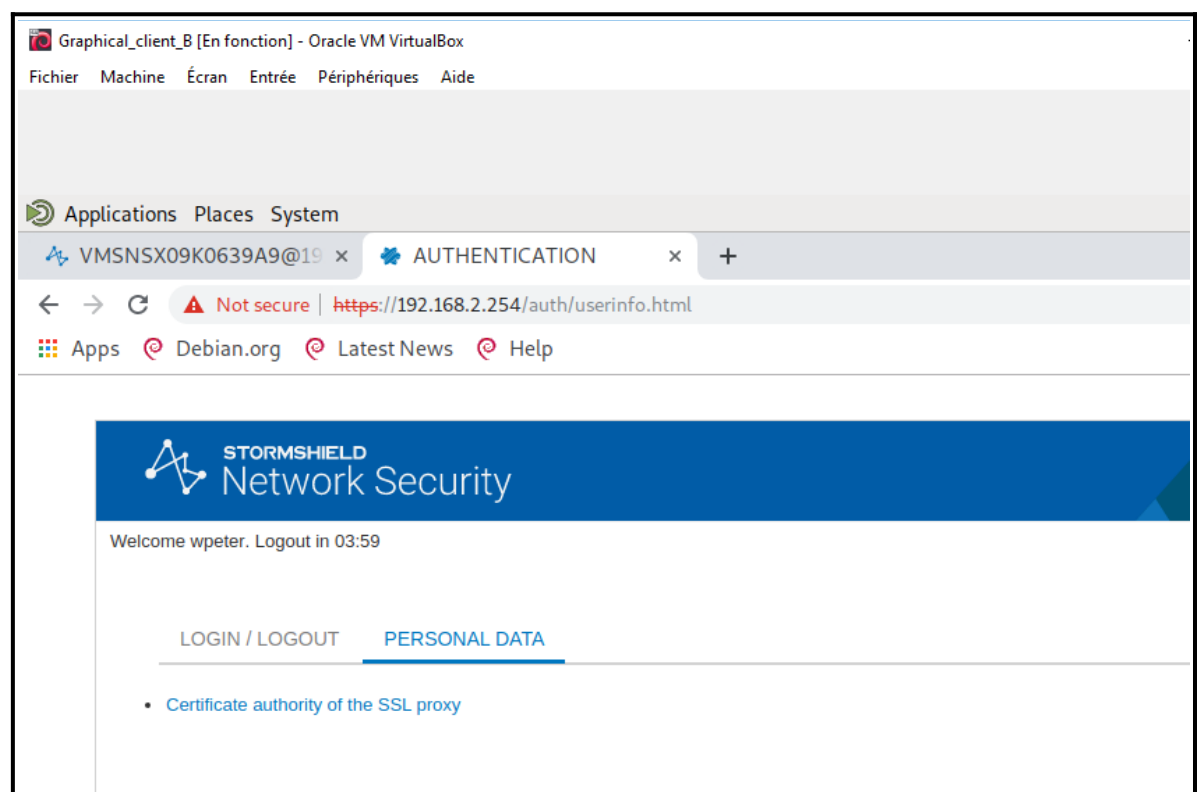 Graphical_client_B [En fonction] - Oracle VM VirtualBox
Fichier Machine Écran Entrée Périphériques Aide
Applications Places System
VMSNSX09K0639A9@19 × AUTHENTICATION × +
Not secure | https://192.168.2.254/auth/userinfo.html
Apps Debian.org Latest News Help
STORMSHIELD
Network Security
Welcome wpeter. Logout in 03:59
LOGIN / LOGOUT PERSONAL DATA
• Certificate authority of the SSL proxy